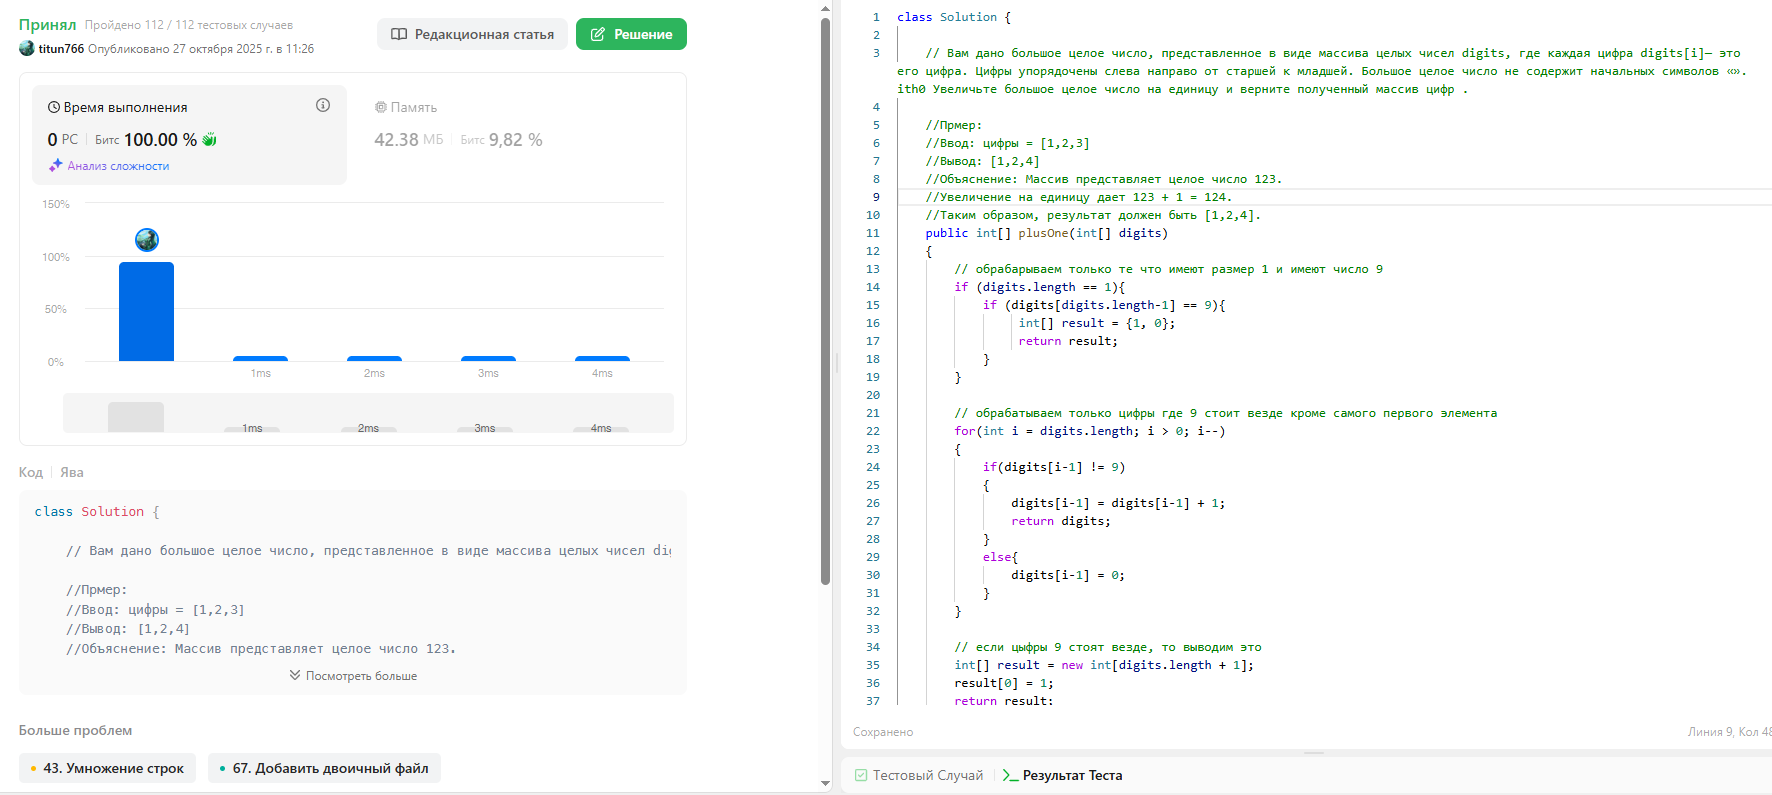 Принял Пройдено 112 / 112 тестовых случаев
titun766 Опубликовано 27 октября 2025 г. в 11:26
Редакционная статья
Решение
Время выполнения
0 РС Битс 100.00 %
Анализ сложности
Память
42.38 МБ Битс 9,82 %
150%
100%
50%
0%
1ms 2ms 3ms 4ms
1ms 2ms 3ms 4ms
Код Ява
class Solution {
// Вам дано большое целое число, представленное в виде массива целых чисел di
//Прмер:
//Ввод: цифры = [1,2,3]
//Вывод: [1,2,4]
//Объяснение: Массив представляет целое число 123.
Посмотреть больше
Больше проблем
43. Умножение строк
67. Добавить двоичный файл
1 class Solution {
2
3 // Вам дано большое целое число, представленное в виде массива целых чисел digits, где каждая цифра digits[i]— это
его цифра. Цифры упорядочены слева направо от старшей к младшей. Большое целое число не содержит начальных символов «».
ith0 Увеличьте большое целое число на единицу и верните полученный массив цифр .
4
5 //Прмер:
6 //Ввод: цифры = [1,2,3]
7 //Вывод: [1,2,4]
8 //Объяснение: Массив представляет целое число 123.
9 //Увеличение на единицу дает 123 + 1 = 124.
10 //Таким образом, результат должен быть [1,2,4].
11 public int[] plusOne(int[] digits)
12 {
13 // обрабарываем только те что имеют размер 1 и имеют число 9
14 if (digits.length == 1){
15 if (digits[digits.length-1] == 9){
16 int[] result = {1, 0};
17 return result;
18 }
19 }
20
21 // обрабатываем только цифры где 9 стоит везде кроме самого первого элемента
22 for(int i = digits.length; i > 0; i--)
23 {
24 if(digits[i-1] != 9)
25 {
26 digits[i-1] = digits[i-1] + 1;
27 return digits;
28 }
29 else{
30 digits[i-1] = 0;
31 }
32 }
33
34 // если цыфры 9 стоят везде, то выводим это
35 int[] result = new int[digits.length + 1];
36 result[0] = 1;
37 return result;
Сохранено
Линия 9, Кол 48
Тестовый Случай
Результат Теста